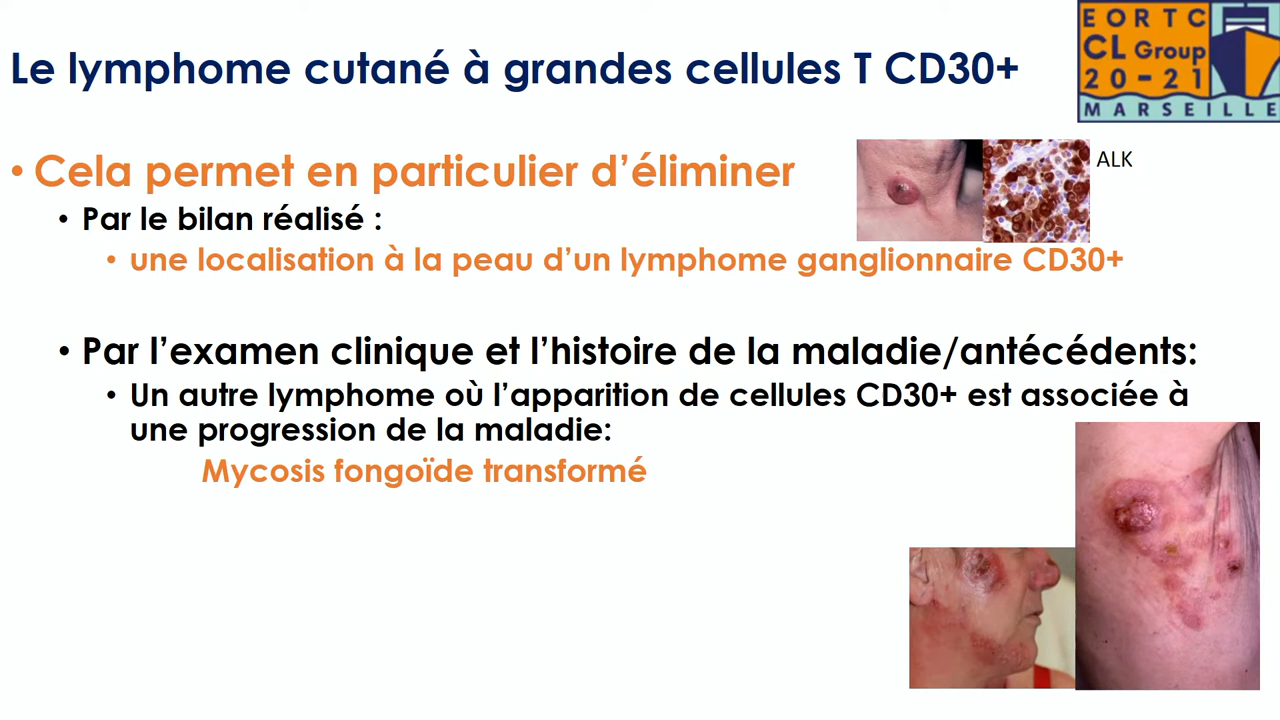 Le lymphome cutané à grandes cellules T CD30+
EORTC
CL Group
20-21
MARSEILLE
• Cela permet en particulier d’éliminer
ALK
• Par le bilan réalisé :
• une localisation à la peau d’un lymphome ganglionnaire CD30+
• Par l’examen clinique et l’histoire de la maladie/antécédents:
• Un autre lymphome où l’apparition de cellules CD30+ est associée à
une progression de la maladie:
Mycosis fongoïde transformé